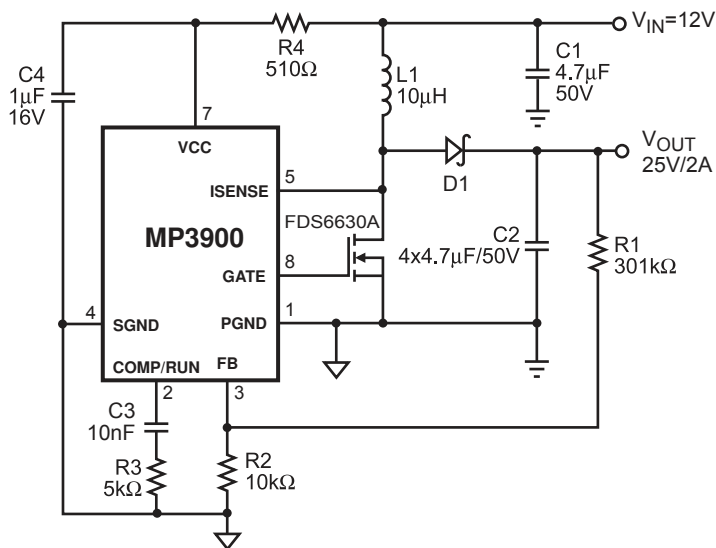 V_IN=12V
R4
510Ω
C1
4.7μF
50V
C4
1μF
16V
L1
10μH
7
VCC
V_OUT
25V/2A
D1
5
ISENSE
FDS6630A
MP3900
C2
4x4.7μF/50V
R1
301kΩ
8
GATE
4
SGND
1
PGND
COMP/RUN
FB
2
3
C3
10nF
R3
5kΩ
R2
10kΩ